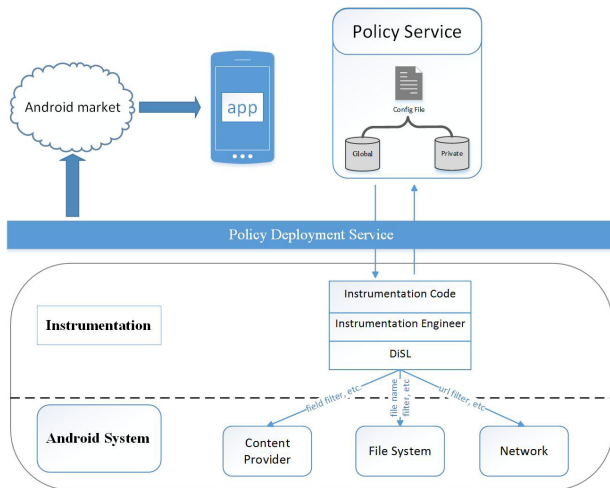 Policy Service
Android market
app
Config File
Global
Private
Policy Deployment Service
Instrumentation Code
Instrumentation
Instrumentation Engineer
DiSL
field filter, etc.
file name
filter, etc
url filter, etc
Android System
Content
Provider
File System
Network